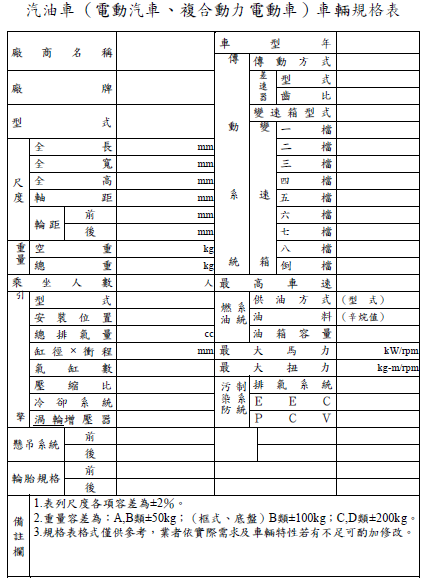 汽油車（電動汽車、複合動力電動車）車輛規格表
廠商名稱
廠牌
型式
尺度
全長 mm
全寬 mm
全高 mm
軸距 mm
輪距
前 mm
後 mm
重量
空重 kg
總重 kg
乘坐人數 人
引擎
型式
安裝位置
總排氣量 cc
缸徑×衝程 mm
氣缸數
壓縮比
冷卻系統
渦輪增壓器
懸吊系統
前
後
輪胎規格
前
後
車型年
傳動系統
傳動方式
差速器
型式
齒比
變速箱型式
變速箱
一檔
二檔
三檔
四檔
五檔
六檔
七檔
八檔
倒檔
最高車速
燃油系統
供油方式 (型式)
油料 (辛烷值)
油箱容量
最大馬力 kW/rpm
最大扭力 kg-m/rpm
污染防制系統
排氣系統
EEC
PCV
備註欄
1.表列尺度各項容差為±2%。
2.重量容差為：A,B類±50kg；(框式、底盤)B類±100kg；C,D類±200kg。
3.規格表格式僅供參考，業者依實際需求及車輛特性若有不足可酌加修改。